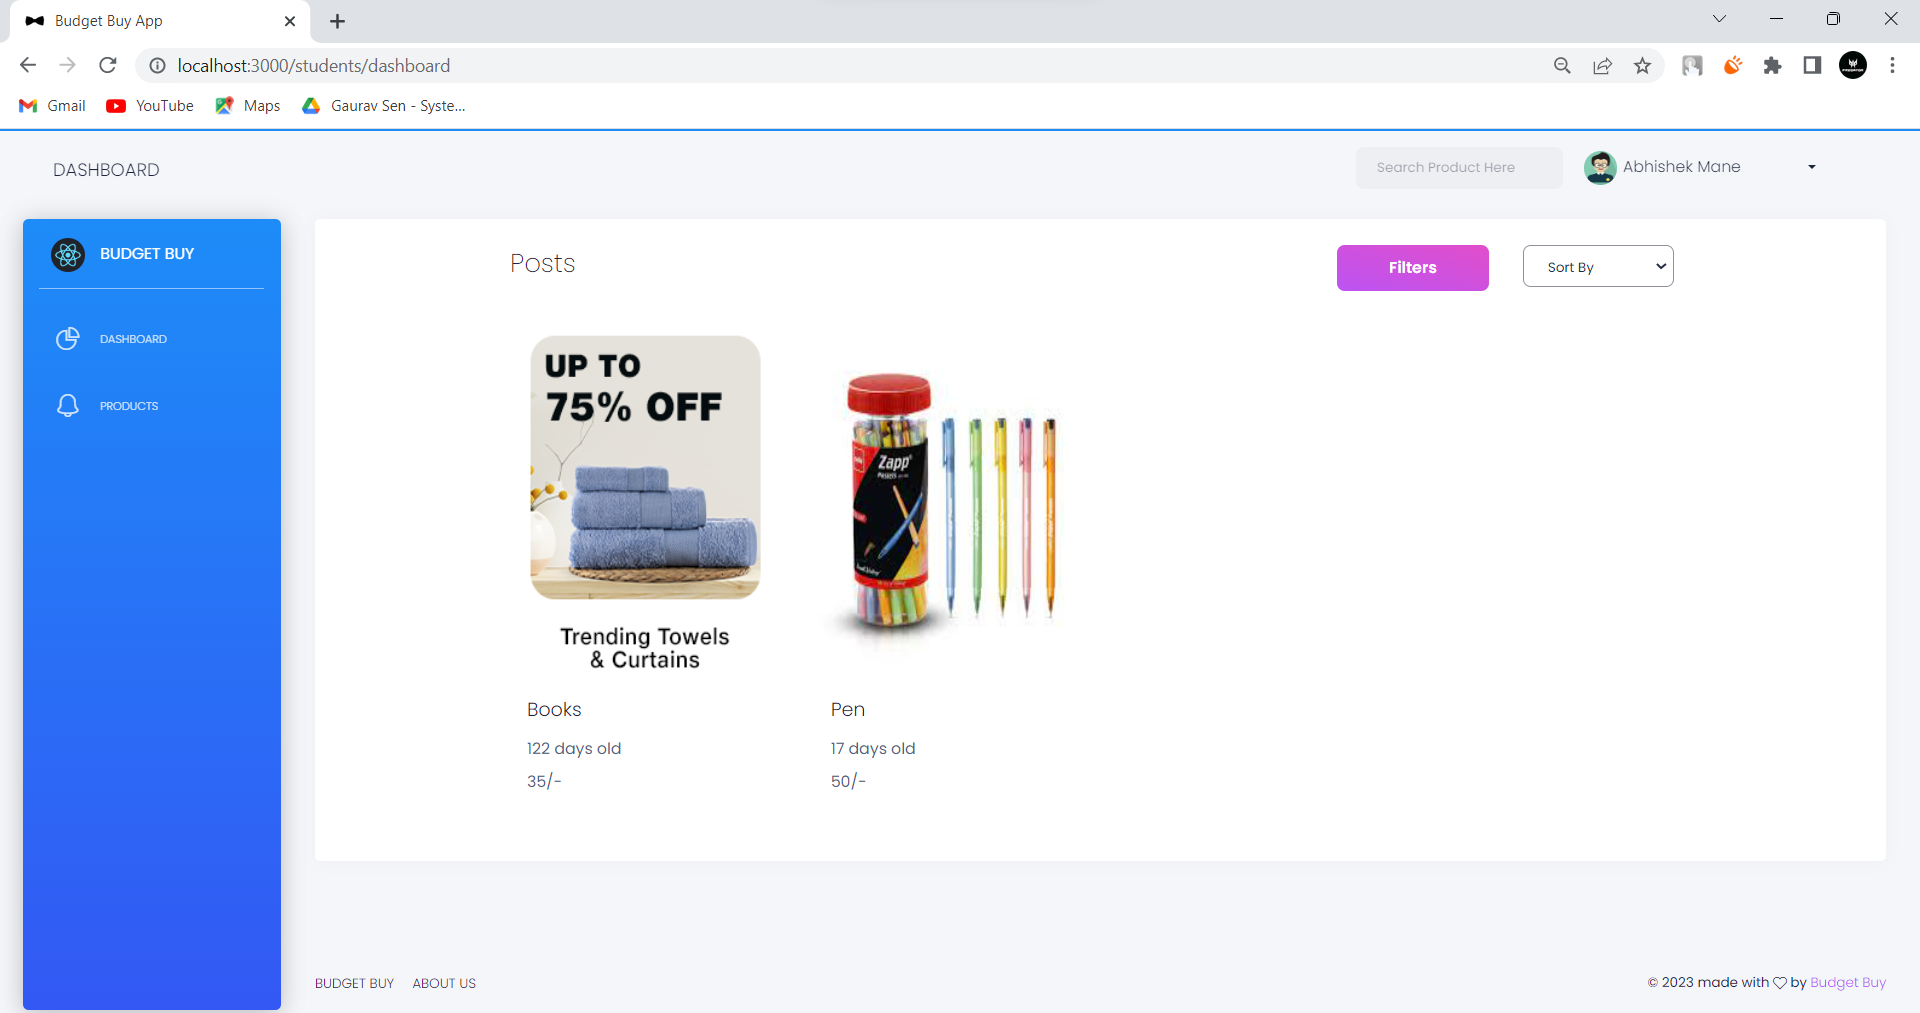 Budget Buy App
localhost:3000/students/dashboard
Gmail
YouTube
Maps
Gaurav Sen - Syste...
DASHBOARD
Search Product Here
Abhishek Mane
BUDGET BUY
DASHBOARD
PRODUCTS
Posts
Filters
Sort By
UP TO
75% OFF
Trending Towels
& Curtains
Zapp
PASTELS
Books
122 days old
35/-
Pen
17 days old
50/-
BUDGET BUY
ABOUT US
© 2023 made with ♡ by Budget Buy